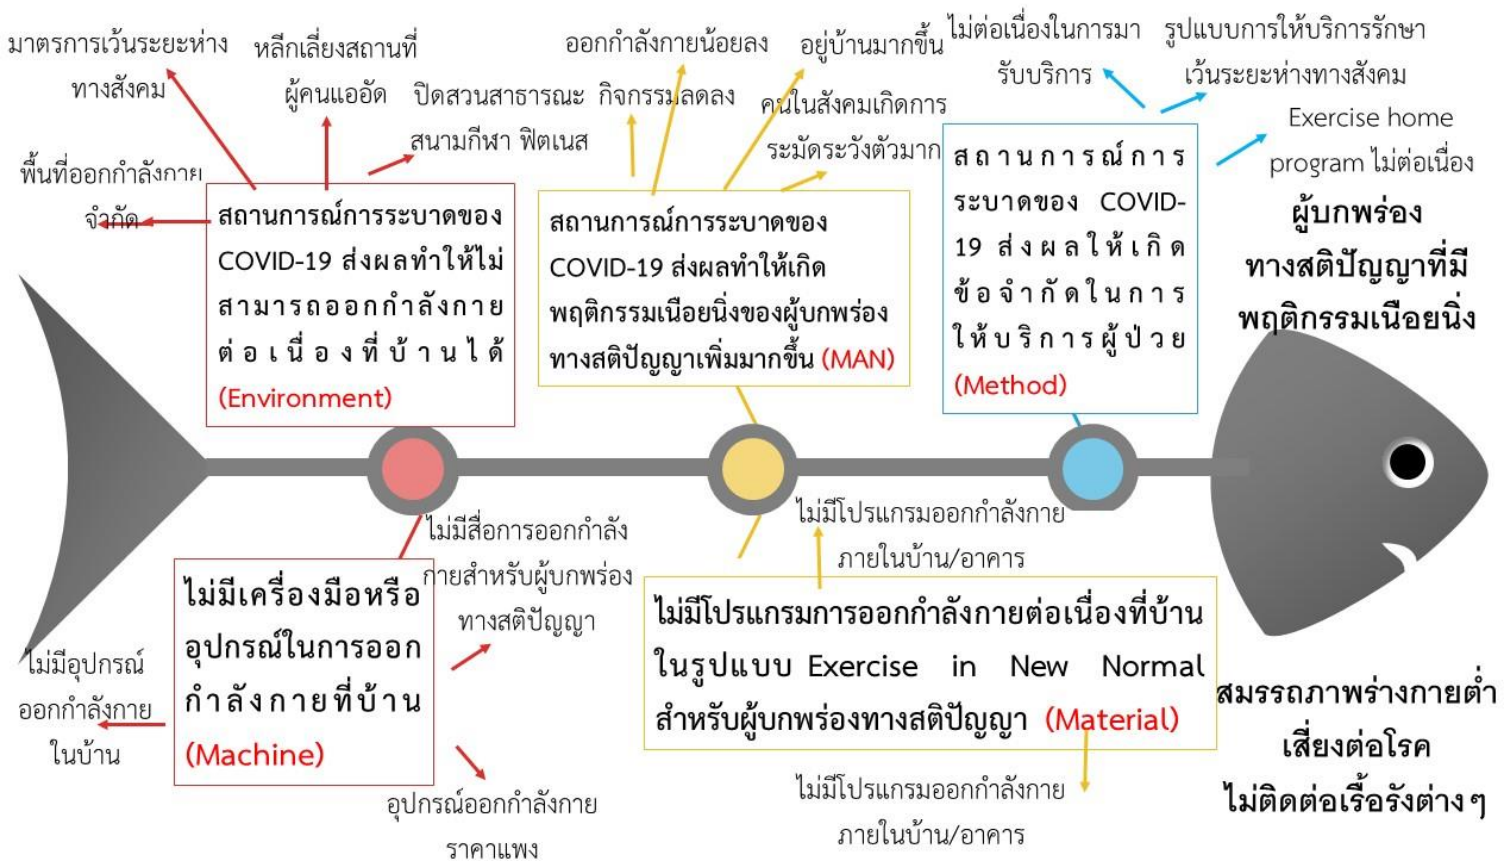 มาตรการเว้นระยะห่าง
ทางสังคม
หลีกเลี่ยงสถานที่
ผู้คนแออัด
ปิดสวนสาธารณะ
สนามกีฬา ฟิตเนส
พื้นที่ออกกำลังกาย
จำกัด
สถานการณ์การระบาดของ
COVID-19 ส่งผลทำให้ไม่
สามารถออกกำลังกาย
ต่อเนื่องที่บ้านได้
(Environment)
ออกกำลังกายน้อยลง
อยู่บ้านมากขึ้น
กิจกรรมลดลง
คนในสังคมเกิดการ
ระมัดระวังตัวมาก
สถานการณ์การระบาดของ
COVID-19 ส่งผลทำให้เกิด
พฤติกรรมเนือยนิ่งของผู้บกพร่อง
ทางสติปัญญาเพิ่มมากขึ้น (MAN)
ไม่ต่อเนื่องในการมา
รับบริการ
รูปแบบการให้บริการรักษา
เว้นระยะห่างทางสังคม
Exercise home
program ไม่ต่อเนื่อง
สถานการณ์การ
ระบาดของ COVID-
19 ส่งผลให้เกิด
ข้อจำกัดในการ
ให้บริการผู้ป่วย
(Method)
ผู้บกพร่อง
ทางสติปัญญาที่มี
พฤติกรรมเนือยนิ่ง
ไม่มีสื่อการออกกำลัง
กายสำหรับผู้บกพร่อง
ทางสติปัญญา
ไม่มีเครื่องมือหรือ
อุปกรณ์ในการออก
กำลังกายที่บ้าน
(Machine)
ไม่มีอุปกรณ์
ออกกำลังกาย
ในบ้าน
อุปกรณ์ออกกำลังกาย
ราคาแพง
ไม่มีโปรแกรมออกกำลังกาย
ภายในบ้าน/อาคาร
ไม่มีโปรแกรมการออกกำลังกายต่อเนื่องที่บ้าน
ในรูปแบบ Exercise in New Normal
สำหรับผู้บกพร่องทางสติปัญญา (Material)
ไม่มีโปรแกรมออกกำลังกาย
ภายในบ้าน/อาคาร
สมรรถภาพร่างกายต่ำ
เสี่ยงต่อโรค
ไม่ติดต่อเรื้อรังต่างๆ